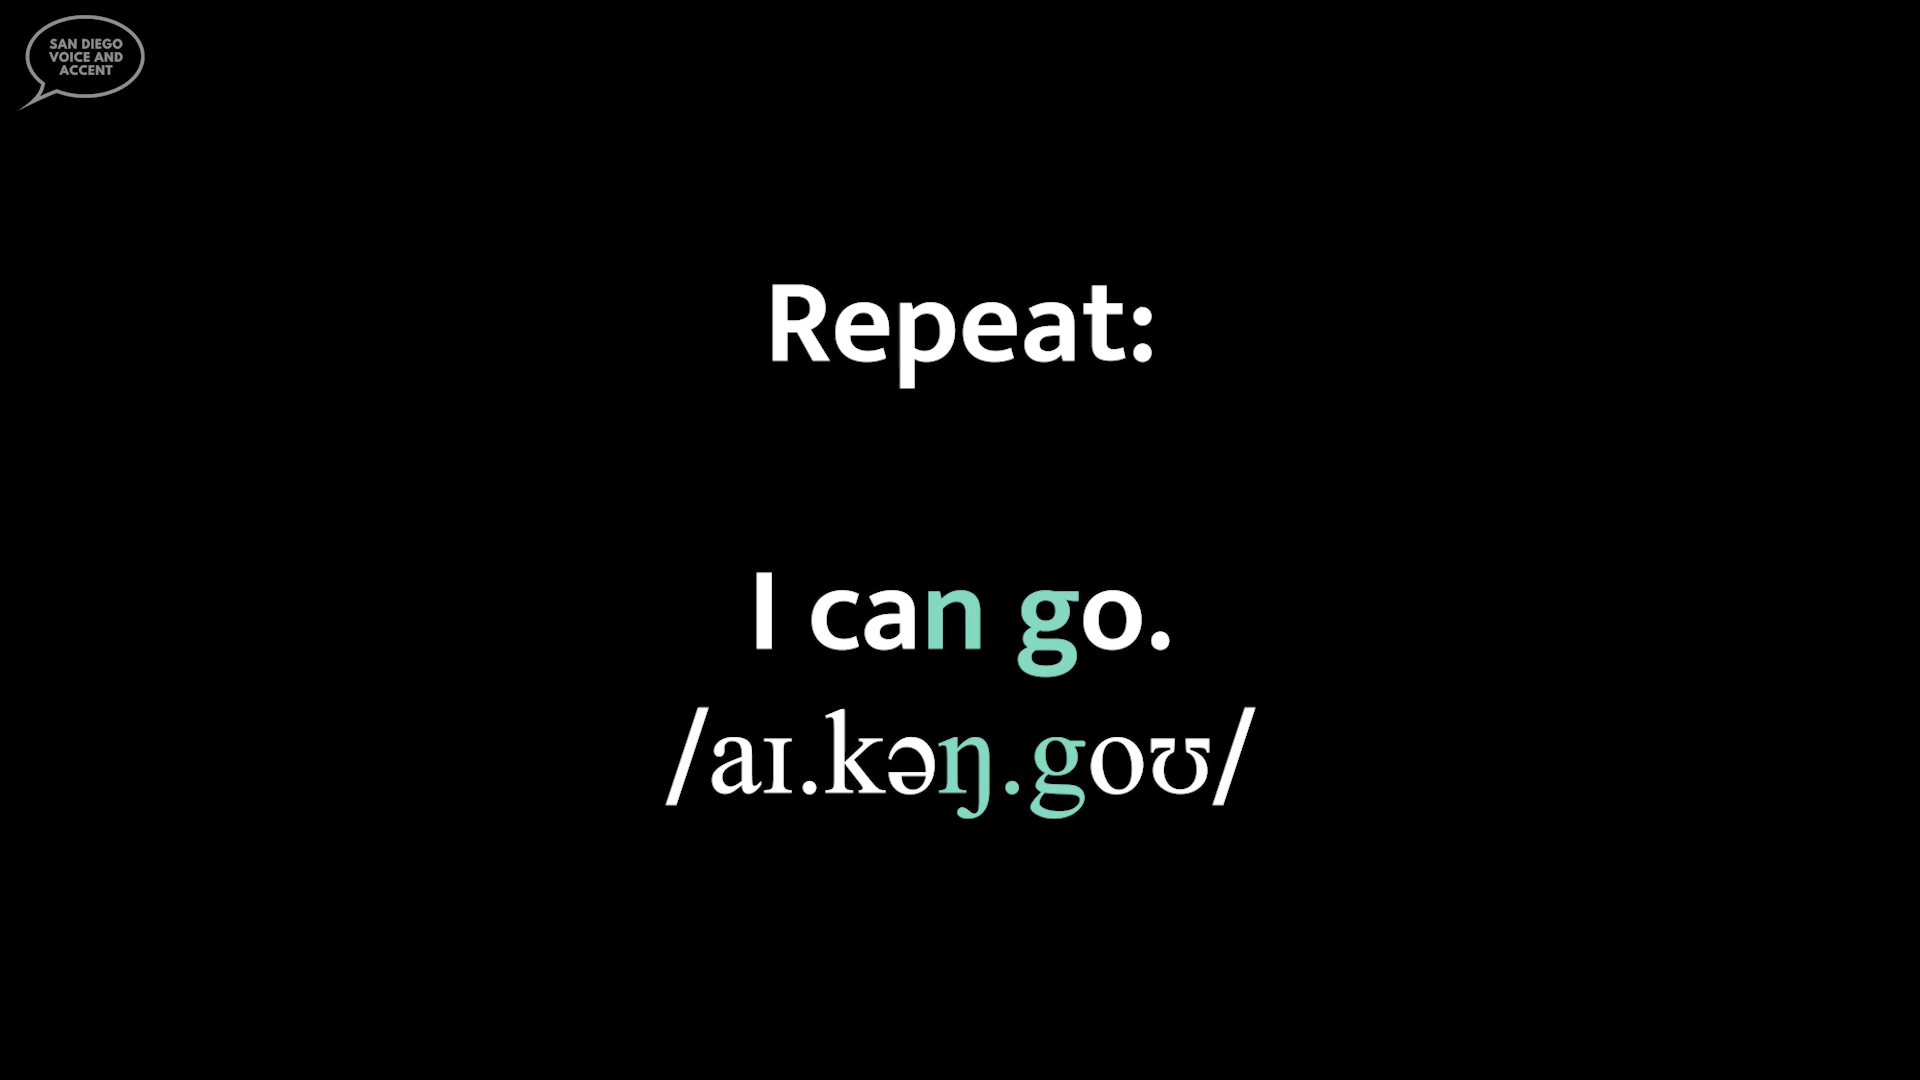 SAN DIEGO
VOICE AND
ACCENT
Repeat:
I can go.
/aɪ.kəŋ.goʊ/